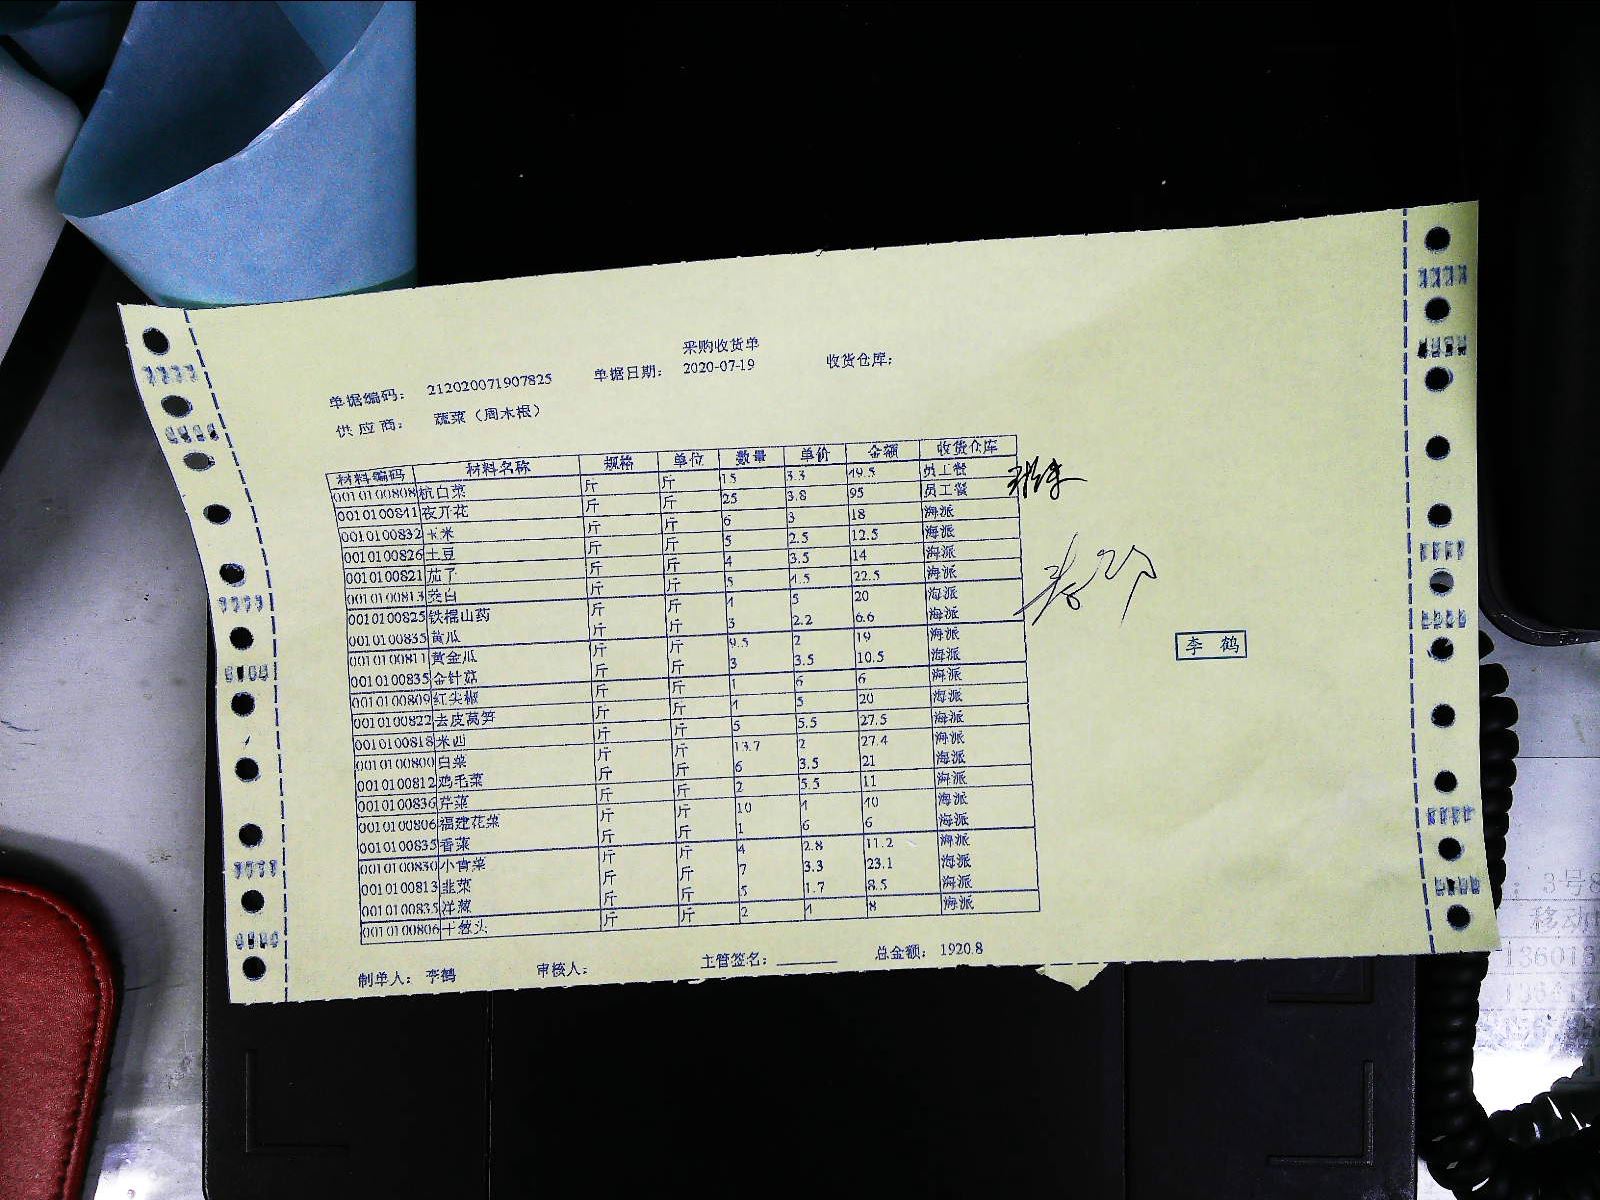 采购收货单
单据编码： 212020071907825 单据日期： 2020-07-19 收货仓库：
供 应 商： 蔬菜（周木根）
材料编码 材料名称 规格 单位 数量 单价 金额 收货仓库
0010100808 杭白菜 斤 斤 15 3.3 49.5 员工餐
0010100841 夜开花 斤 斤 25 3.8 95 员工餐
0010100832 玉米 斤 斤 6 3 18 海派
0010100826 土豆 斤 斤 5 2.5 12.5 海派
0010100821 茄子 斤 斤 4 3.5 14 海派
0010100813 茭白 斤 斤 5 4.5 22.5 海派
0010100825 铁棍山药 斤 斤 4 5 20 海派
0010100835 黄瓜 斤 斤 3 2.2 6.6 海派
0010100811 黄金瓜 斤 斤 9.5 2 19 海派
0010100835 金针菇 斤 斤 3 3.5 10.5 海派
0010100809 红尖椒 斤 斤 1 6 6 海派
0010100822 去皮莴笋 斤 斤 4 5 20 海派
0010100818 米西 斤 斤 5 5.5 27.5 海派
0010100800 白菜 斤 斤 13.7 2 27.4 海派
0010100812 鸡毛菜 斤 斤 6 3.5 21 海派
0010100836 芹菜 斤 斤 2 5.5 11 海派
0010100806 福建花菜 斤 斤 10 4 40 海派
0010100835 香菜 斤 斤 1 6 6 海派
0010100830 小青菜 斤 斤 4 2.8 11.2 海派
0010100813 韭菜 斤 斤 7 3.3 23.1 海派
0010100835 洋葱 斤 斤 5 1.7 8.5 海派
0010100806 干葱头 斤 斤 2 4 8 海派
李 鹤
制单人： 李鹤 审核人： 主管签名：_______ 总金额： 1920.8
3号8
移动
136016